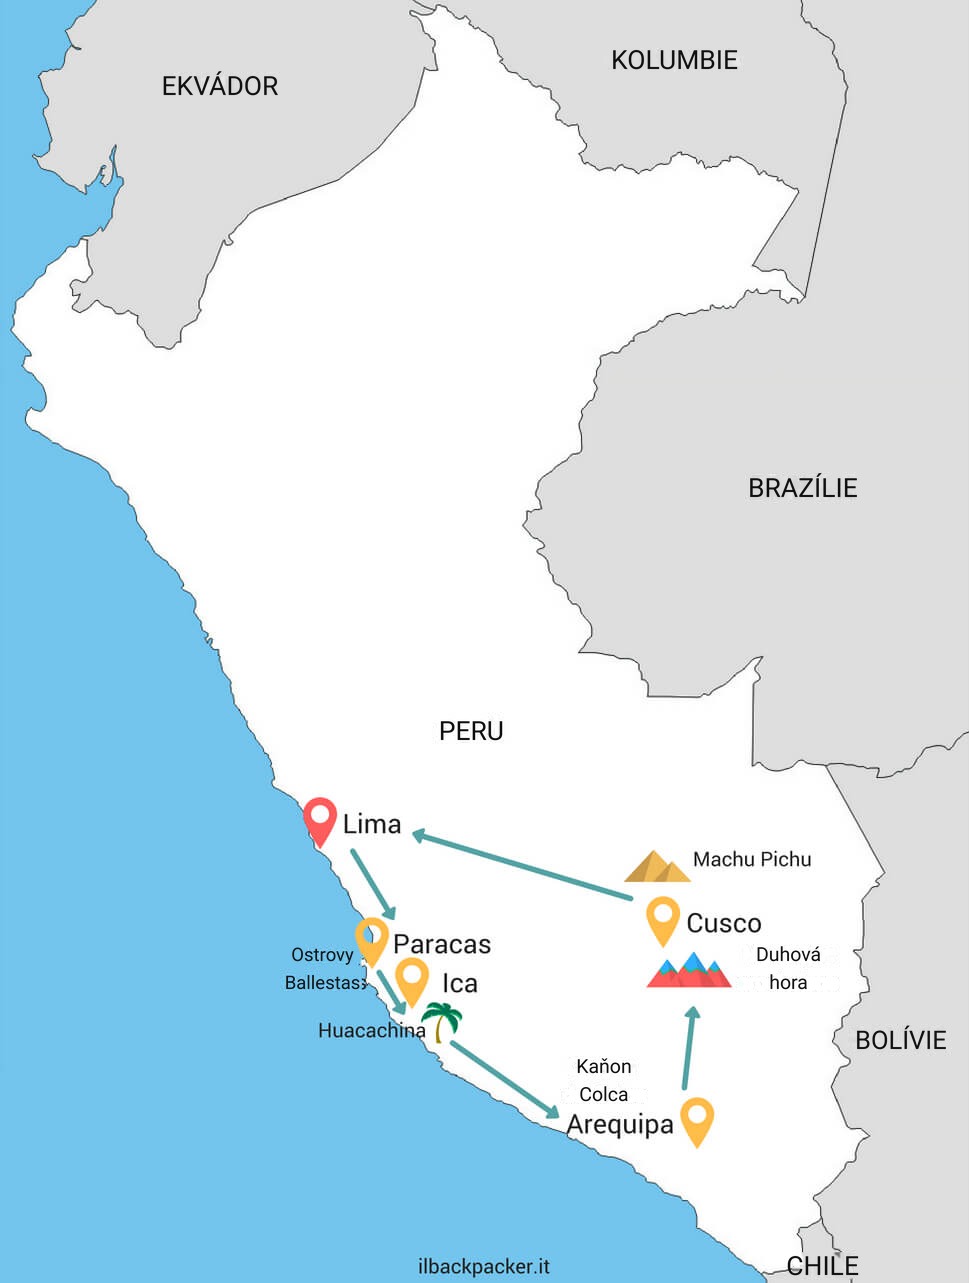 KOLUMBIE
EKVÁDOR
BRAZÍLIE
PERU
Lima
Machu Pichu
Cusco
Paracas
Ostrovy
Ballestas
Duhová
hora
Ica
Huacachina
BOLÍVIE
Kaňon
Colca
Arequipa
ilbackpacker.it
CHILE